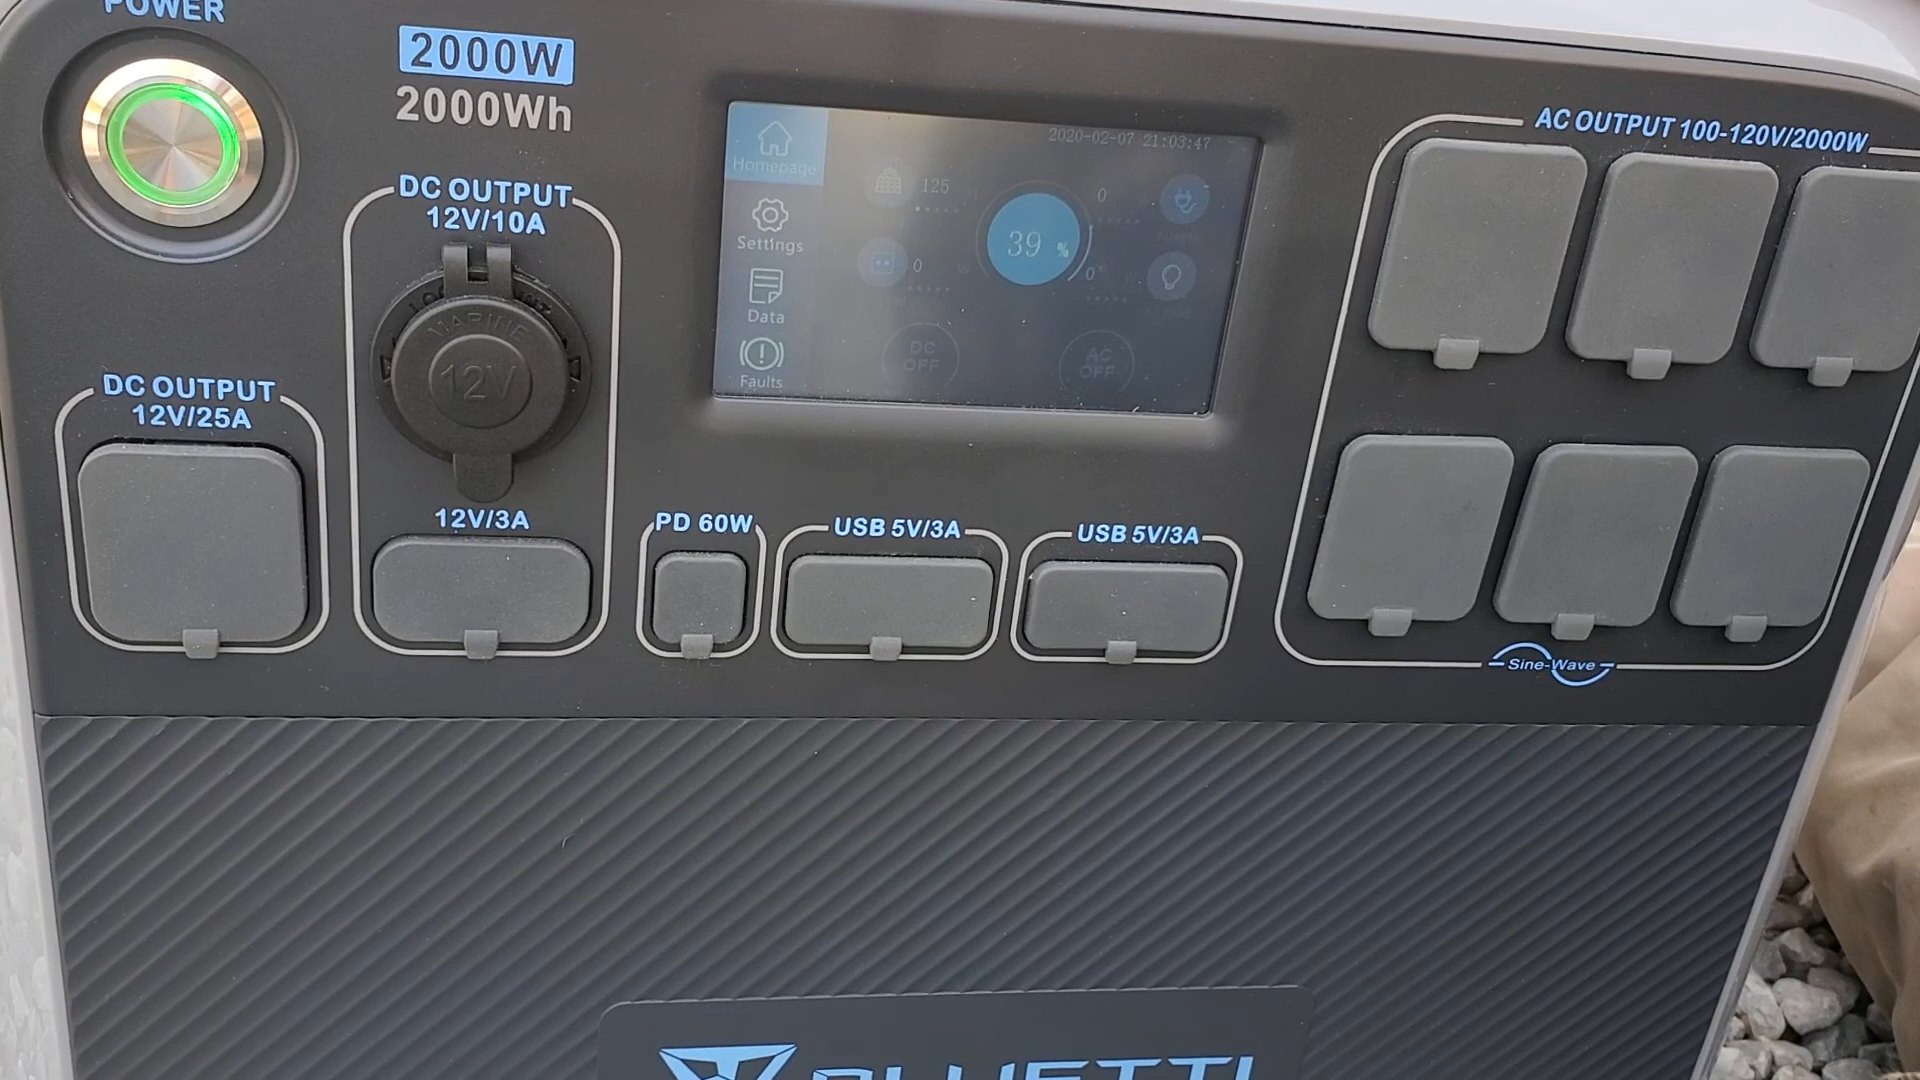 POWER
2000W
2000Wh
DC OUTPUT
12V/10A
MARINE
12V
12V/3A
DC OUTPUT
12V/25A
2020-02-07 21:03:47
Homepage
Settings
Data
Faults
125
0
39 %
0
W
0
DC
OFF
AC
OFF
PD 60W
USB 5V/3A
USB 5V/3A
AC OUTPUT 100-120V/2000W
Sine-Wave
BLUETTI